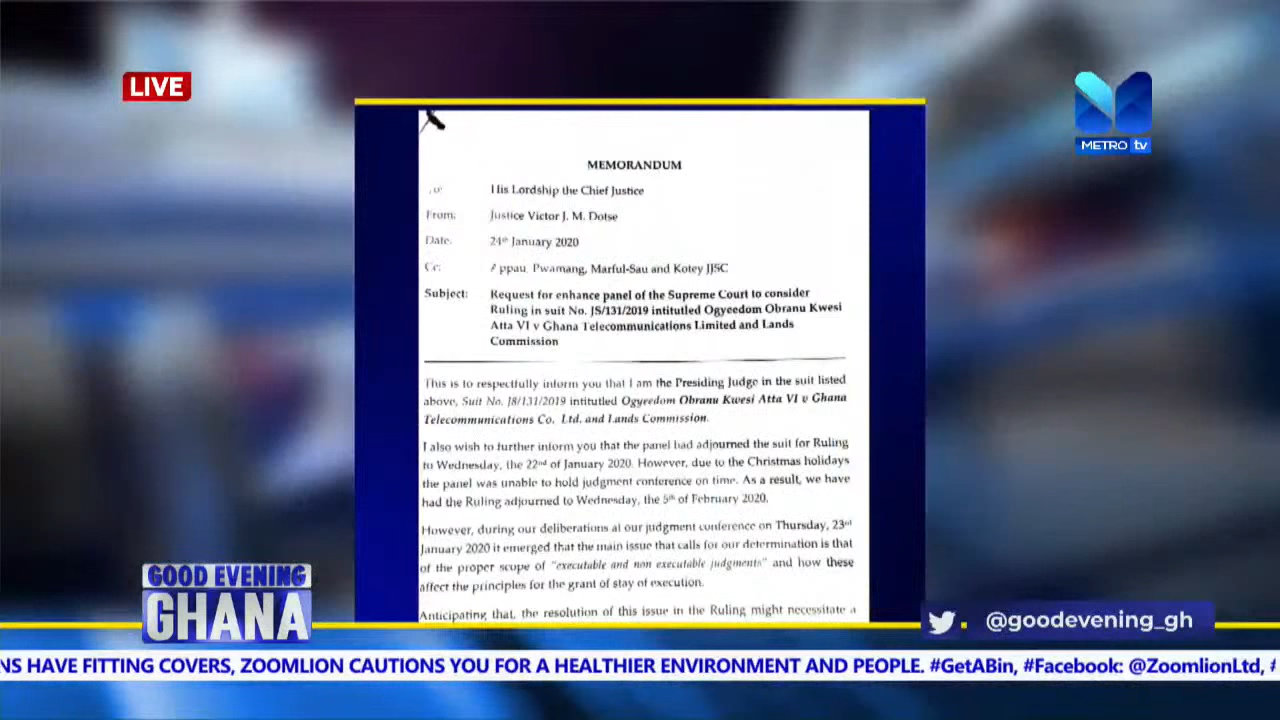 LIVE
METRO tv
MEMORANDUM
To: His Lordship the Chief Justice
From: Justice Victor J. M. Dotse
Date: 24th January 2020
Cc: Appau, Pwamang, Marful-Sau and Kotey JJSC
Subject: Request for enhance panel of the Supreme Court to consider
Ruling in suit No. J8/131/2019 intitutled Ogyeedom Obranu Kwesi
Atta VI v Ghana Telecommunications Limited and Lands
Commission
This is to respectfully inform you that I am the Presiding Judge in the suit listed
above, Suit No. J8/131/2019 intitutled Ogyeedom Obranu Kwesi Atta VI v Ghana
Telecommunications Co. Ltd. and Lands Commission.
I also wish to further inform you that the panel had adjourned the suit for Ruling
to Wednesday, the 22nd of January 2020. However, due to the Christmas holidays
the panel was unable to hold judgment conference on time. As a result, we have
had the Ruling adjourned to Wednesday, the 5th of February 2020.
However, during our deliberations at our judgment conference on Thursday, 23rd
January 2020 it emerged that the main issue that calls for our determination is that
of the proper scope of "executable and non executable judgments" and how these
affect the principles for the grant of stay of execution.
Anticipating that, the resolution of this issue in the Ruling might necessitate a
GOOD EVENING
GHANA
@goodevening_gh
NS HAVE FITTING COVERS, ZOOMLION CAUTIONS YOU FOR A HEALTHIER ENVIRONMENT AND PEOPLE. #GetABin, #Facebook: @ZoomlionLtd, #